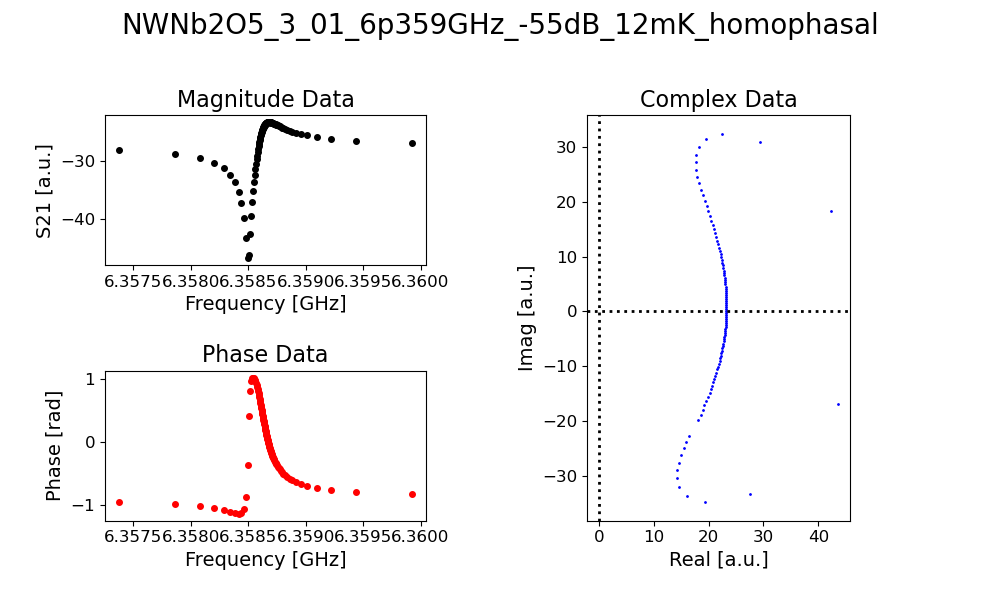 NWNb2O5_3_01_6p359GHz_-55dB_12mK_homophasal
Magnitude Data
S21 [a.u.]
−30
−40
6.3575 6.3580 6.3585 6.3590 6.3595 6.3600
Frequency [GHz]
Phase Data
Phase [rad]
1
0
−1
6.3575 6.3580 6.3585 6.3590 6.3595 6.3600
Frequency [GHz]
Complex Data
Imag [a.u.]
30
20
10
0
−10
−20
−30
0 10 20 30 40
Real [a.u.]